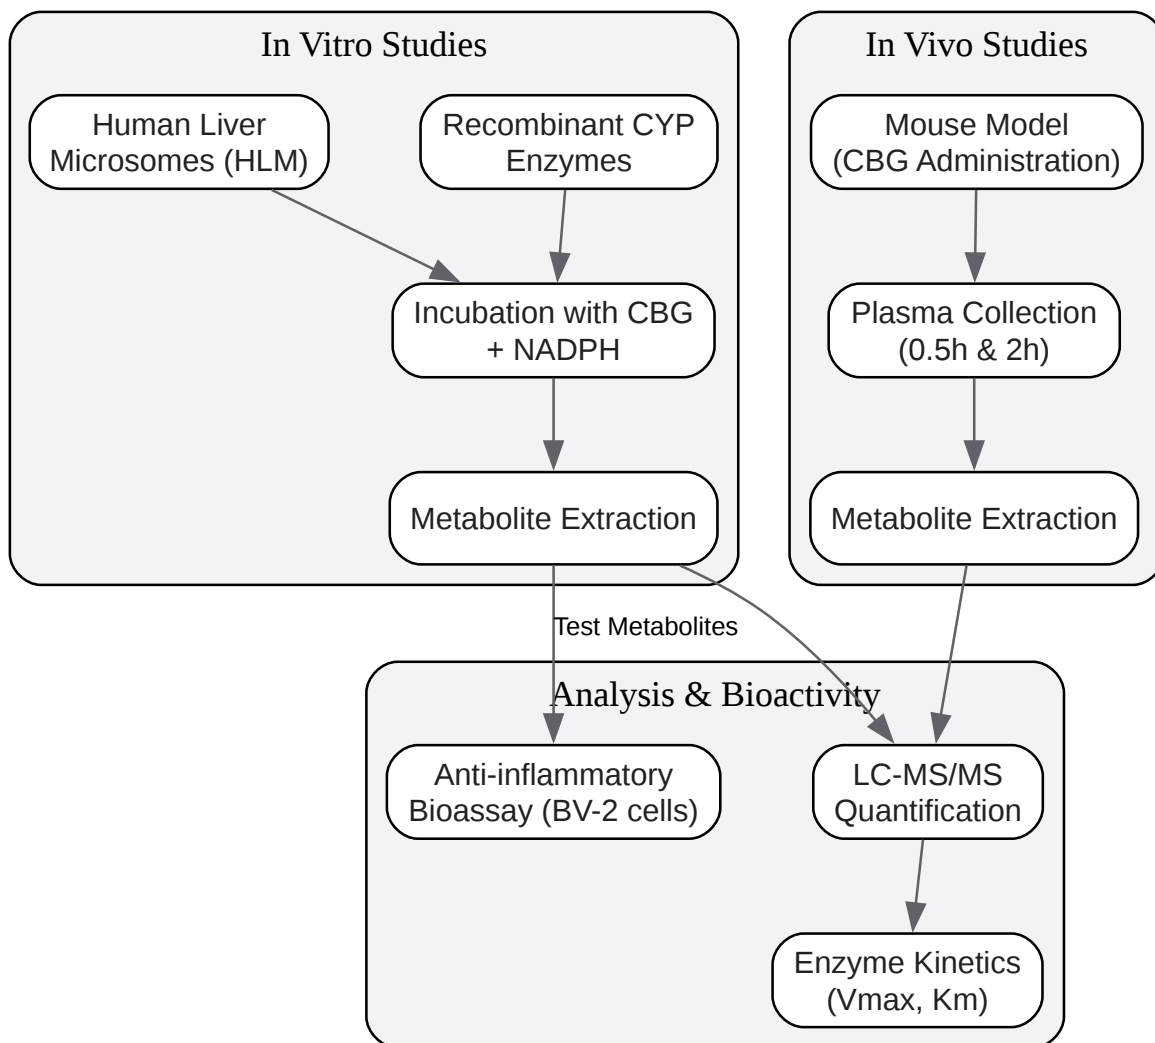 In Vitro Studies
Human Liver
Microsomes (HLM)
Recombinant CYP
Enzymes
Incubation with CBG
+ NADPH
Metabolite Extraction
In Vivo Studies
Mouse Model
(CBG Administration)
Plasma Collection
(0.5h & 2h)
Metabolite Extraction
Test Metabolites
Analysis & Bioactivity
Anti-inflammatory
Bioassay (BV-2 cells)
LC-MS/MS
Quantification
Enzyme Kinetics
(Vmax, Km)